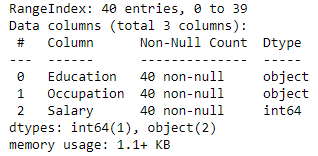 RangeIndex: 40 entries, 0 to 39
Data columns (total 3 columns):
 #   Column      Non-Null Count  Dtype
---  ------      --------------  -----
 0   Education   40 non-null     object
 1   Occupation  40 non-null     object
 2   Salary      40 non-null     int64
dtypes: int64(1), object(2)
memory usage: 1.1+ KB